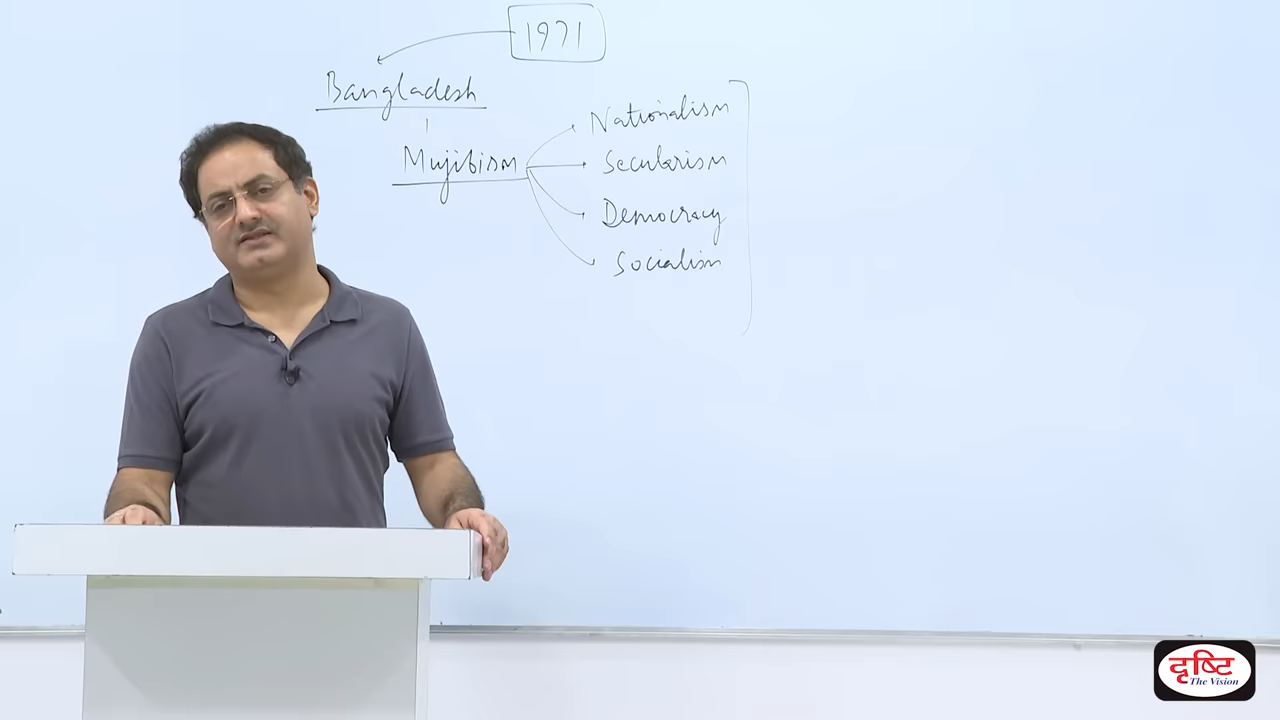 1971
Bangladesh
Mujibism
Nationalism
Secularism
Democracy
Socialism
दृष्टि
The Vision